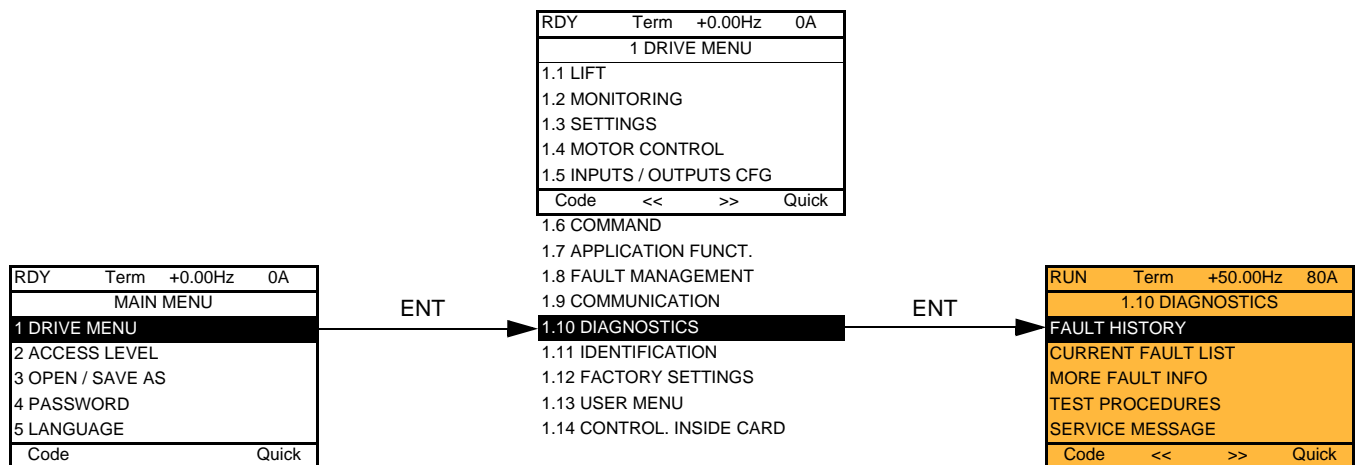 RDY Term +0.00Hz 0A
MAIN MENU
1 DRIVE MENU
2 ACCESS LEVEL
3 OPEN / SAVE AS
4 PASSWORD
5 LANGUAGE
Code Quick
ENT
RDY Term +0.00Hz 0A
1 DRIVE MENU
1.1 LIFT
1.2 MONITORING
1.3 SETTINGS
1.4 MOTOR CONTROL
1.5 INPUTS / OUTPUTS CFG
Code << >> Quick
1.6 COMMAND
1.7 APPLICATION FUNCT.
1.8 FAULT MANAGEMENT
1.9 COMMUNICATION
1.10 DIAGNOSTICS
1.11 IDENTIFICATION
1.12 FACTORY SETTINGS
1.13 USER MENU
1.14 CONTROL. INSIDE CARD
ENT
RUN Term +50.00Hz 80A
1.10 DIAGNOSTICS
FAULT HISTORY
CURRENT FAULT LIST
MORE FAULT INFO
TEST PROCEDURES
SERVICE MESSAGE
Code << >> Quick